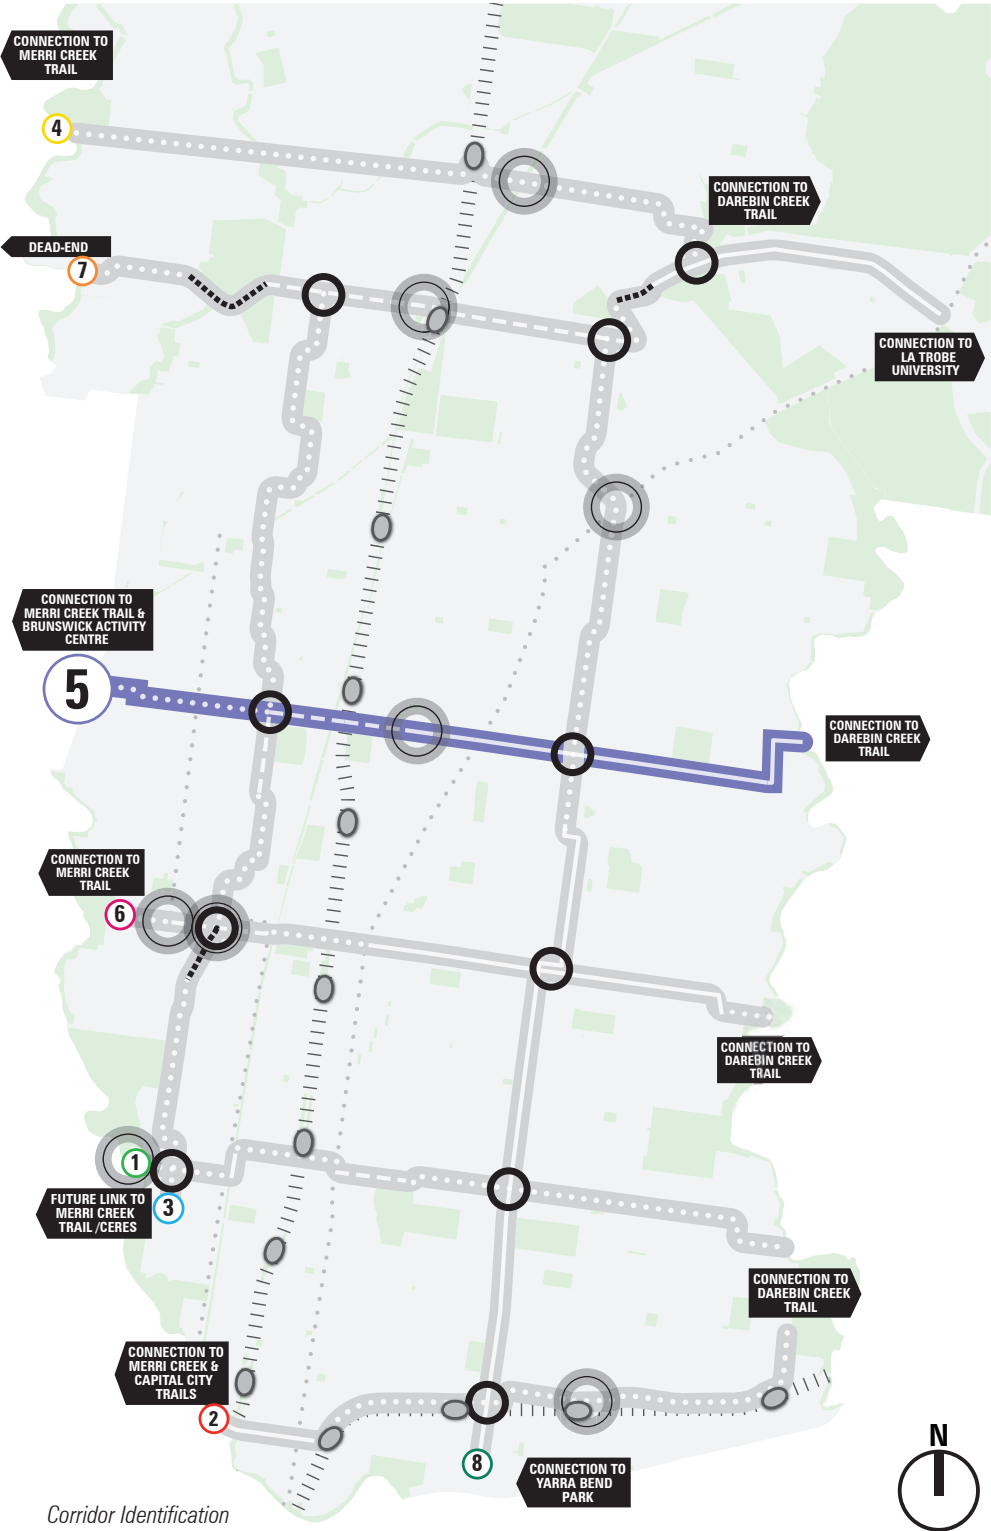 CONNECTION TO
MERRI CREEK
TRAIL
4
CONNECTION TO
DAREBIN CREEK
TRAIL
DEAD-END
7
CONNECTION TO
LA TROBE
UNIVERSITY
CONNECTION TO
MERRI CREEK TRAIL &
BRUNSWICK ACTIVITY
CENTRE
5
CONNECTION TO
DAREBIN CREEK
TRAIL
CONNECTION TO
MERRI CREEK
TRAIL
6
CONNECTION TO
DAREBIN CREEK
TRAIL
1
FUTURE LINK TO
MERRI CREEK
TRAIL /CERES
3
CONNECTION TO
DAREBIN CREEK
TRAIL
CONNECTION TO
MERRI CREEK &
CAPITAL CITY
TRAILS
2
8
CONNECTION TO
YARRA BEND
PARK
N
Corridor Identification